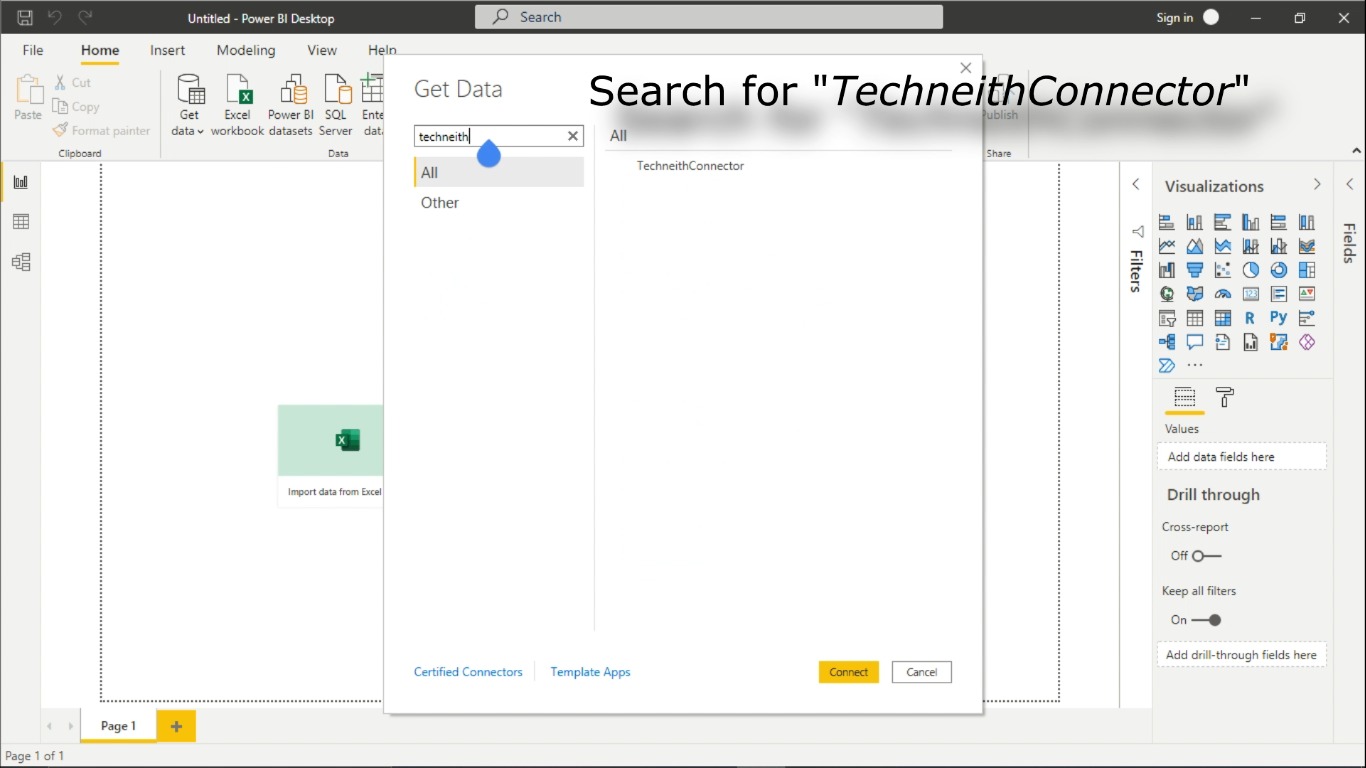 Untitled - Power BI Desktop
Search
Sign in
File
Home
Insert
Modeling
View
Help
Paste
Cut
Copy
Format painter
Clipboard
Get data
Excel workbook
Power BI datasets
SQL Server
Data
Share
Get Data
Search for "TechneithConnector"
techneith
All
Other
All
TechneithConnector
Certified Connectors
Template Apps
Connect
Cancel
Import data from Excel
Filters
Visualizations
123
R
Py
Values
Add data fields here
Drill through
Cross-report
Off
Keep all filters
On
Add drill-through fields here
Fields
Page 1
Page 1 of 1